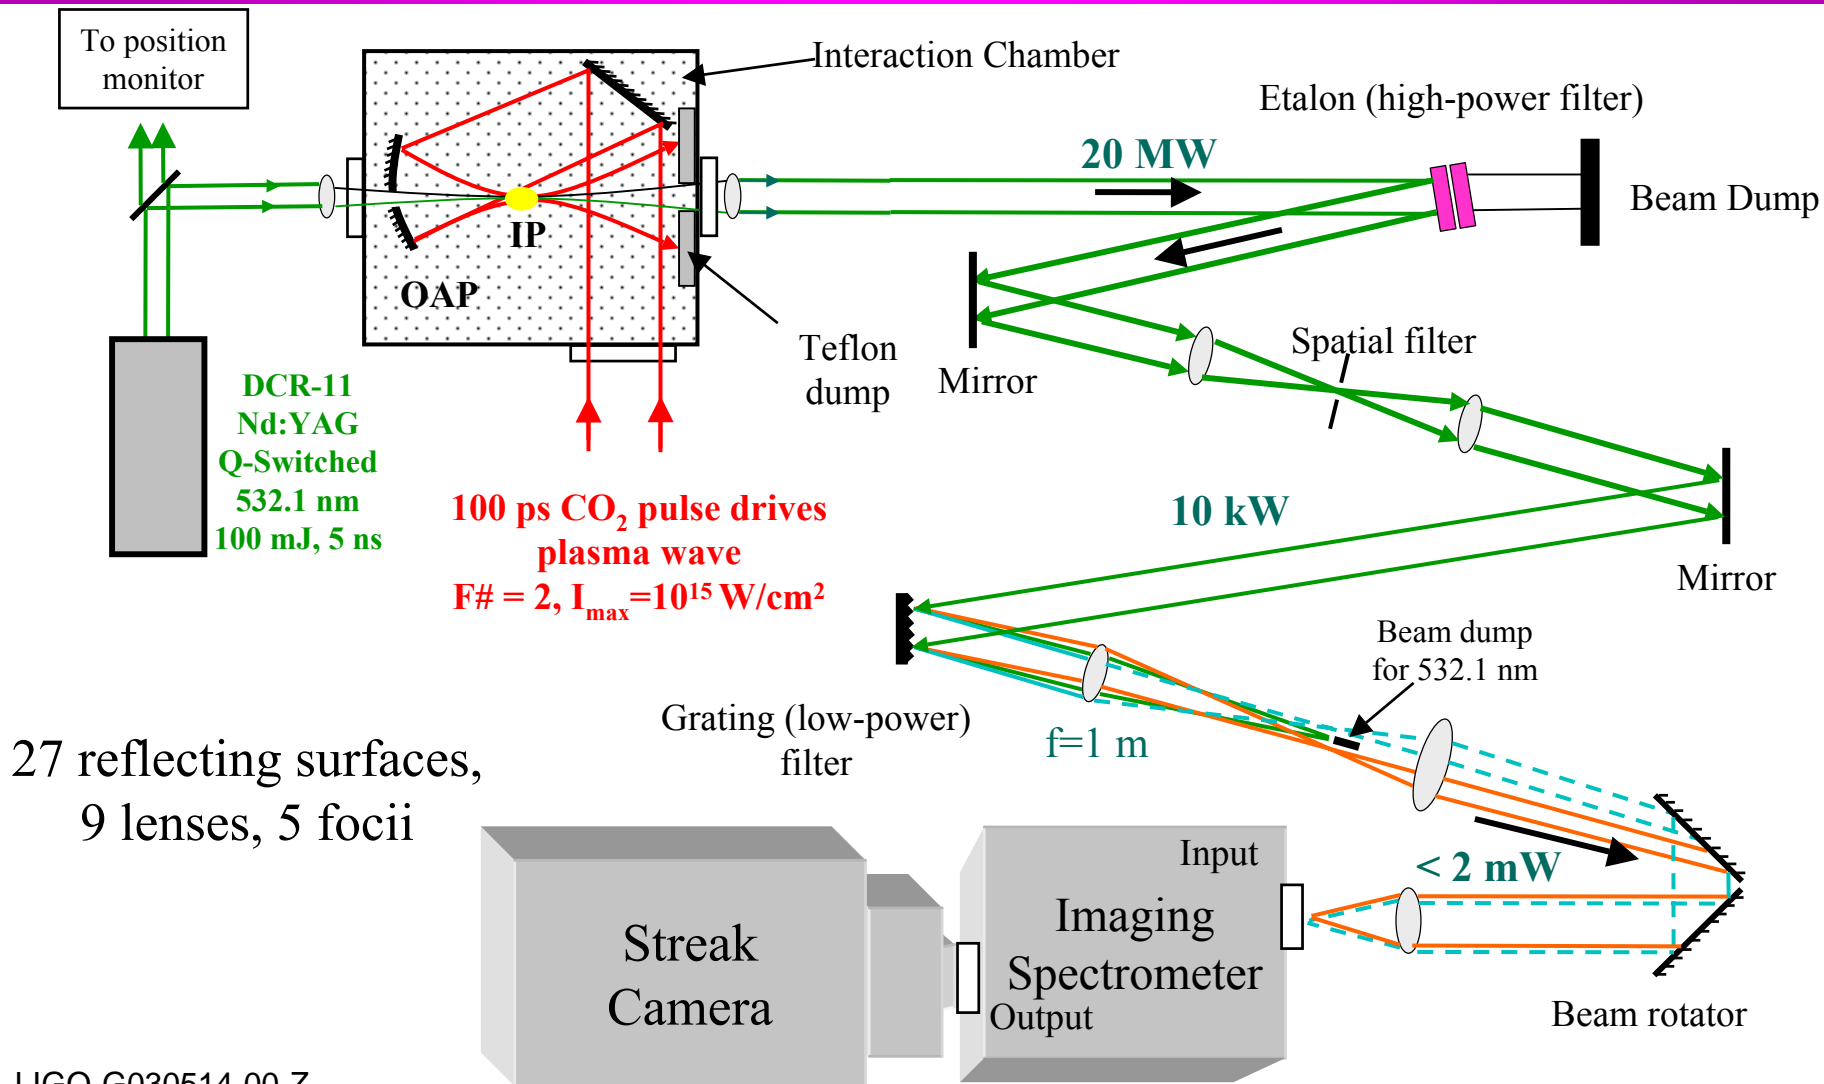 To position
monitor
Interaction Chamber
Etalon (high-power filter)
20 MW
Beam Dump
IP
OAP
Teflon
dump
Mirror
Spatial filter
DCR-11
Nd:YAG
Q-Switched
532.1 nm
100 mJ, 5 ns
100 ps CO₂ pulse drives
plasma wave
F# = 2, Iₘₐₓ=10¹⁵ W/cm²
10 kW
Mirror
Beam dump
for 532.1 nm
Grating (low-power)
filter
f=1 m
27 reflecting surfaces,
9 lenses, 5 focii
< 2 mW
Input
Imaging
Spectrometer
Output
Streak
Camera
Beam rotator
LIGO-G030514-00-Z